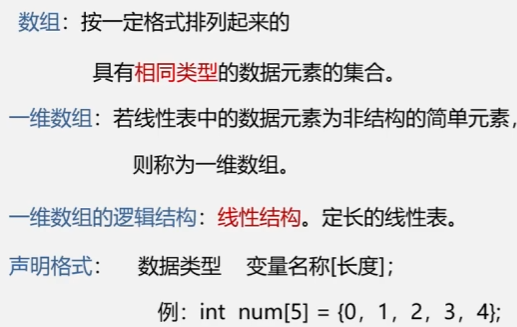 数组：按一定格式排列起来的
具有相同类型的数据元素的集合。
一维数组：若线性表中的数据元素为非结构的简单元素，
则称为一维数组。
一维数组的逻辑结构：线性结构。定长的线性表。
声明格式： 数据类型 变量名称[长度]；
例：int num[5] = {0，1，2，3，4};